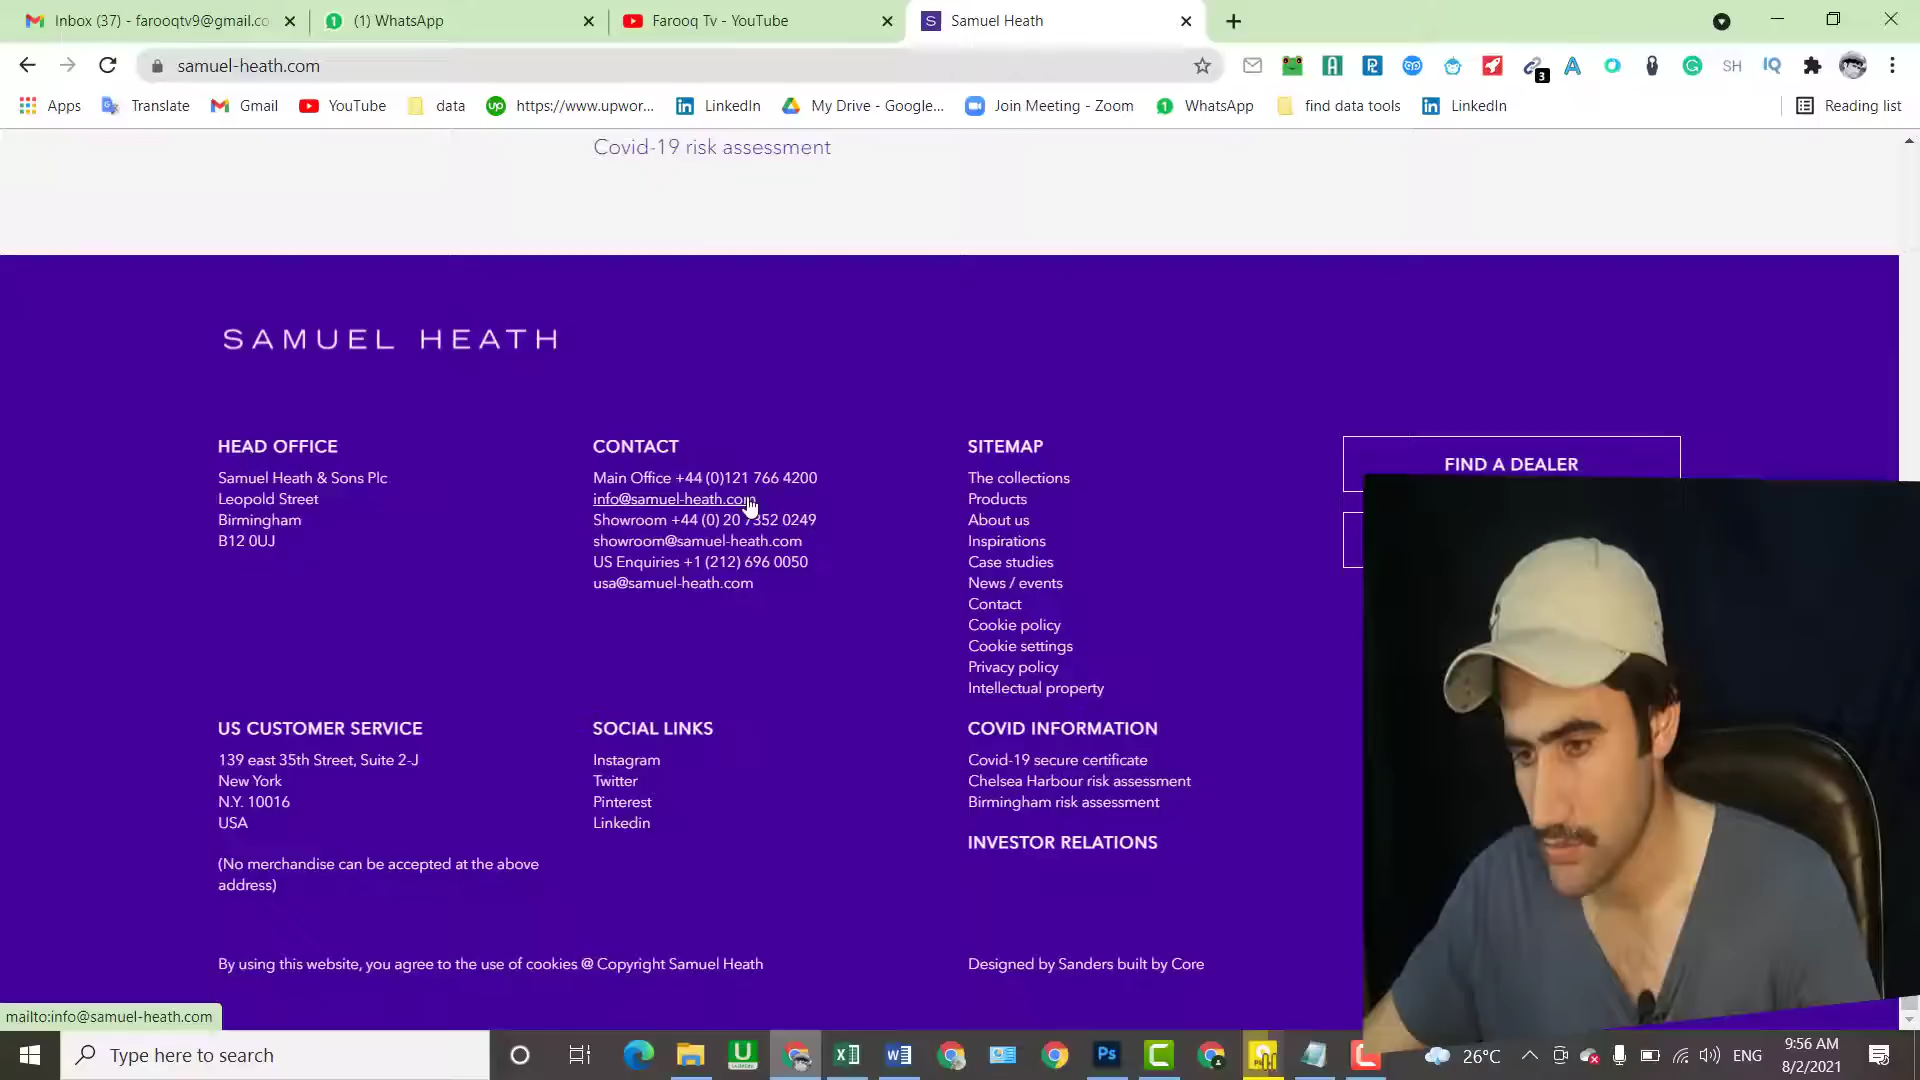 Inbox (37) - farooqtv9@gmail.co
(1) WhatsApp
Farooq Tv - YouTube
Samuel Heath
samuel-heath.com
Apps
Translate
Gmail
YouTube
data
https://www.upwor...
LinkedIn
My Drive - Google...
Join Meeting - Zoom
WhatsApp
find data tools
LinkedIn
Reading list
Covid-19 risk assessment
SAMUEL HEATH
HEAD OFFICE
Samuel Heath & Sons Plc
Leopold Street
Birmingham
B12 0UJ
CONTACT
Main Office +44 (0)121 766 4200
info@samuel-heath.com
Showroom +44 (0) 20 7352 0249
showroom@samuel-heath.com
US Enquiries +1 (212) 696 0050
usa@samuel-heath.com
SITEMAP
The collections
Products
About us
Inspirations
Case studies
News / events
Contact
Cookie policy
Cookie settings
Privacy policy
Intellectual property
FIND A DEALER
US CUSTOMER SERVICE
139 east 35th Street, Suite 2-J
New York
N.Y. 10016
USA
(No merchandise can be accepted at the above
address)
SOCIAL LINKS
Instagram
Twitter
Pinterest
Linkedin
COVID INFORMATION
Covid-19 secure certificate
Chelsea Harbour risk assessment
Birmingham risk assessment
INVESTOR RELATIONS
By using this website, you agree to the use of cookies @ Copyright Samuel Heath
Designed by Sanders built by Core
mailto:info@samuel-heath.com
Type here to search
26°C
ENG
9:56 AM
8/2/2021